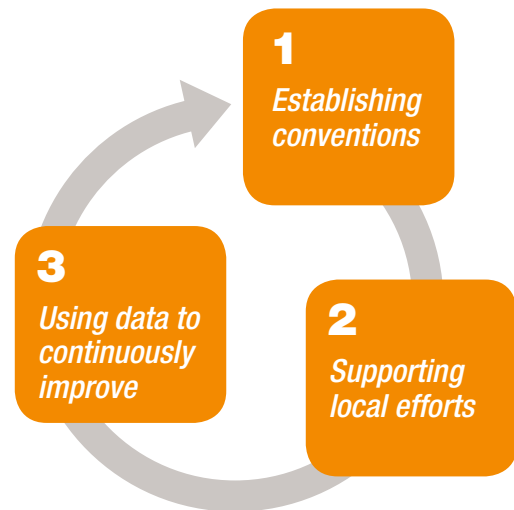 1
Establishing
conventions
2
Supporting
local efforts
3
Using data to
continuously
improve